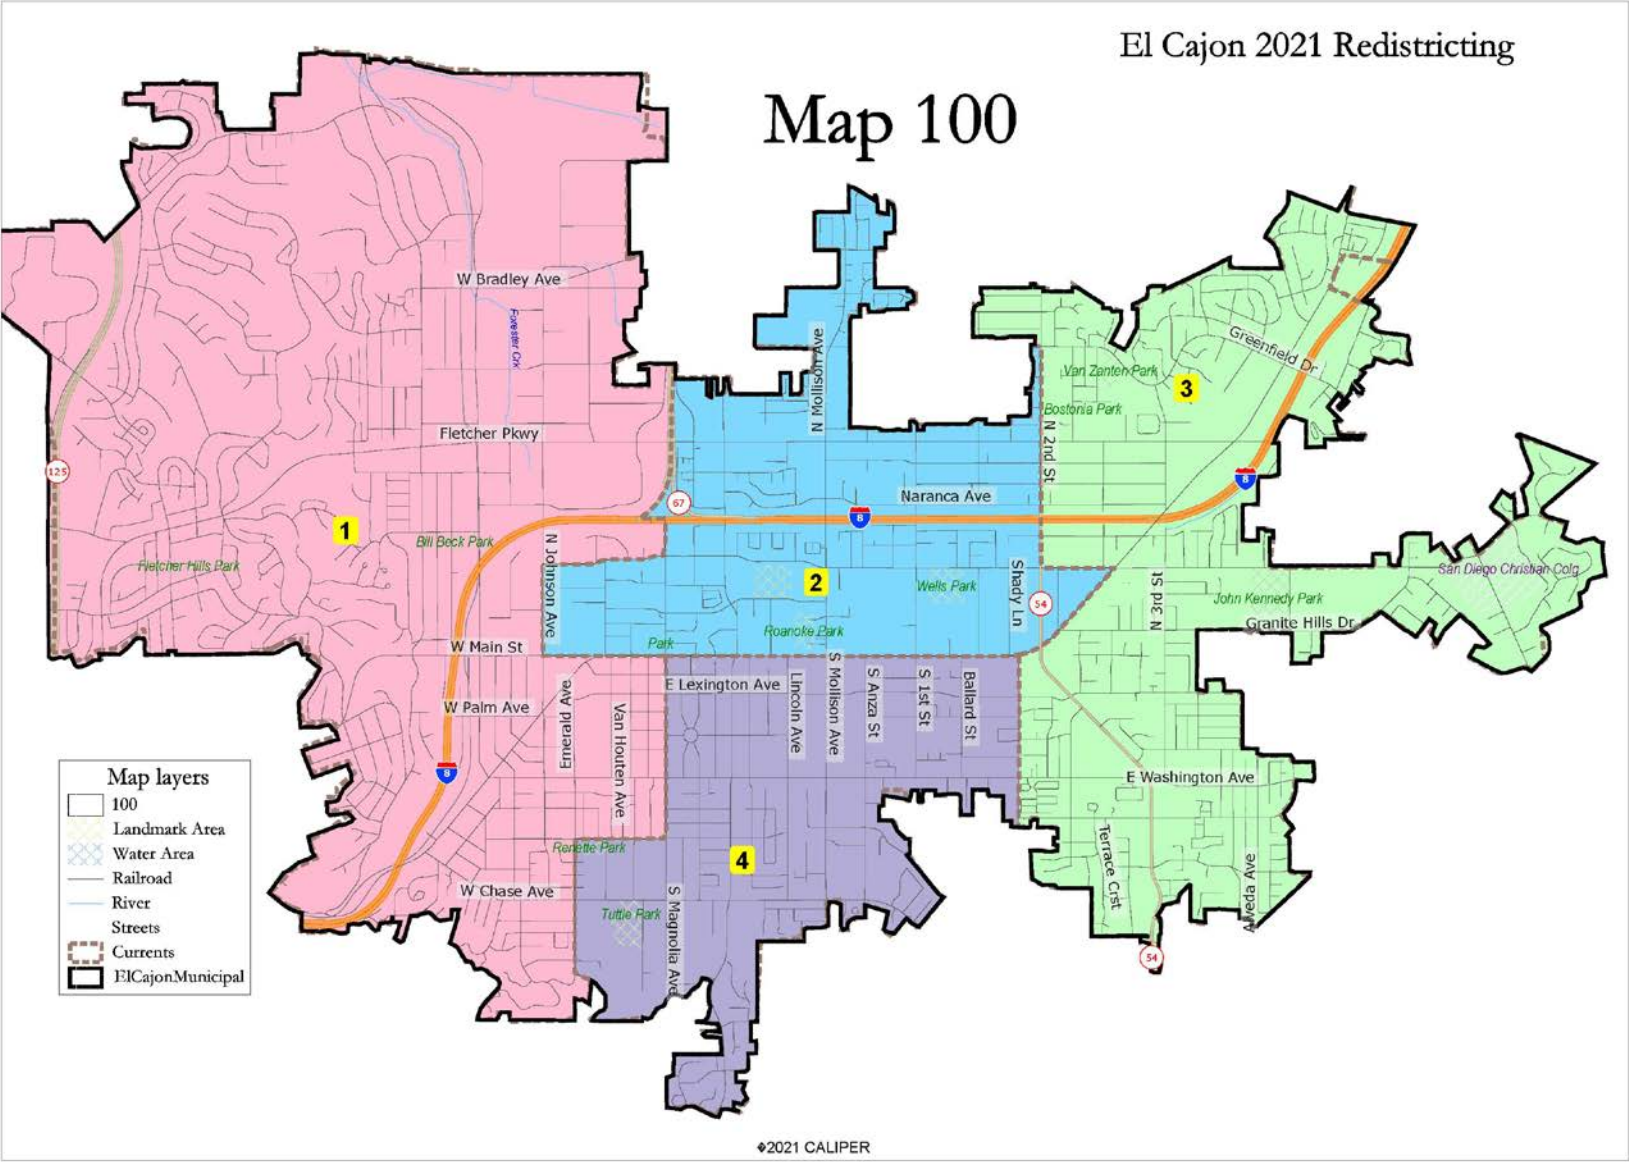 El Cajon 2021 Redistricting
Map 100
W Bradley Ave
Forester Crk
N Mollison Ave
Greenfield Dr
Van Zanten Park
3
Bostonia Park
Fletcher Pkwy
N 2nd St
125
8
67
Naranca Ave
8
1
Bill Beck Park
N Johnson Ave
Fletcher Hills Park
San Diego Christian Colg
2
Wells Park
Shady Ln
54
N 3rd St
John Kennedy Park
Granite Hills Dr
Roanoke Park
Park
W Main St
E Lexington Ave
Lincoln Ave
S Mollison Ave
S Anza St
S 1st St
Ballard St
W Palm Ave
Emerald Ave
Van Houten Ave
8
E Washington Ave
Renette Park
4
Terrace Crst
W Chase Ave
S Magnolia Ave
Tuttle Park
54
Map layers
100
Landmark Area
Water Area
Railroad
River
Streets
Currents
ElCajonMunicipal
©2021 CALIPER